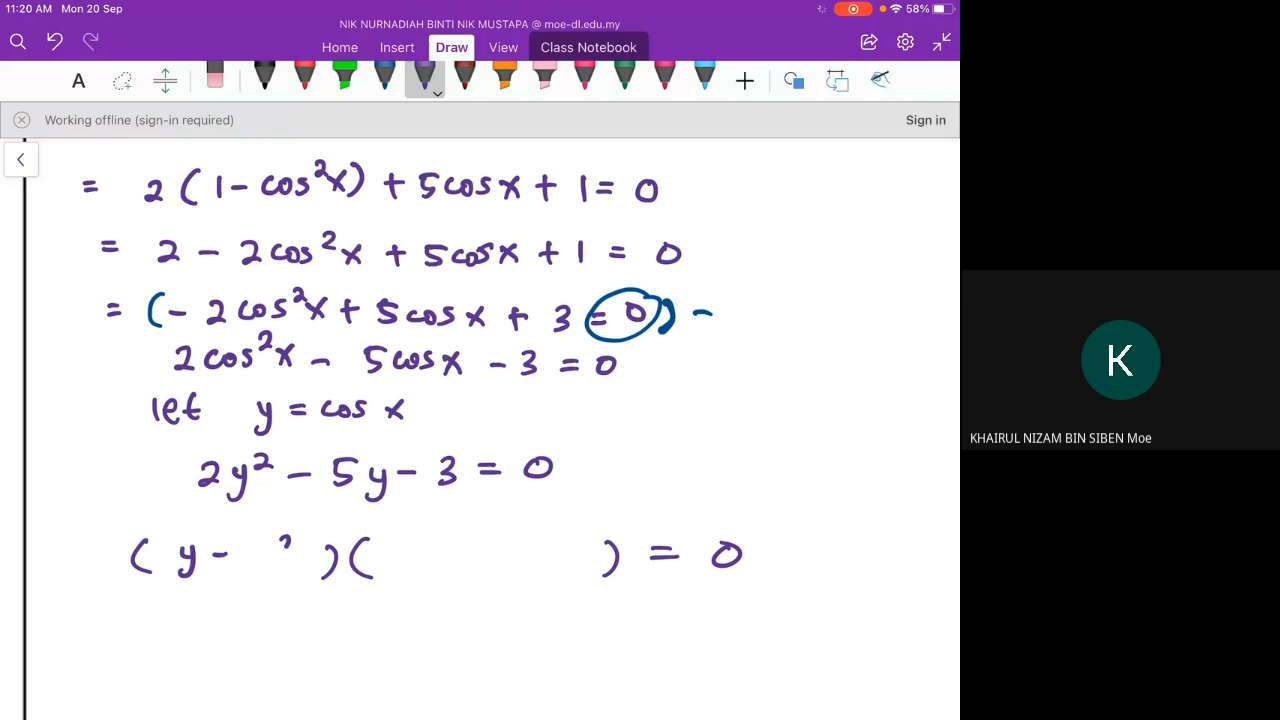 11:20 AM Mon 20 Sep
58%
NIK NURNADIAH BINTI NIK MUSTAPA @ moe-dl.edu.my
Home Insert Draw View Class Notebook
A
Working offline (sign-in required) Sign in
= 2 ( 1 - cos²x ) + 5 cos x + 1 = 0
= 2 - 2 cos²x + 5 cos x + 1 = 0
= ( - 2 cos²x + 5 cos x + 3 = 0 ) -
2 cos²x - 5 cos x - 3 = 0
let y = cos x
2y² - 5y - 3 = 0
( y - ) ( ) = 0
K
KHAIRUL NIZAM BIN SIBEN Moe